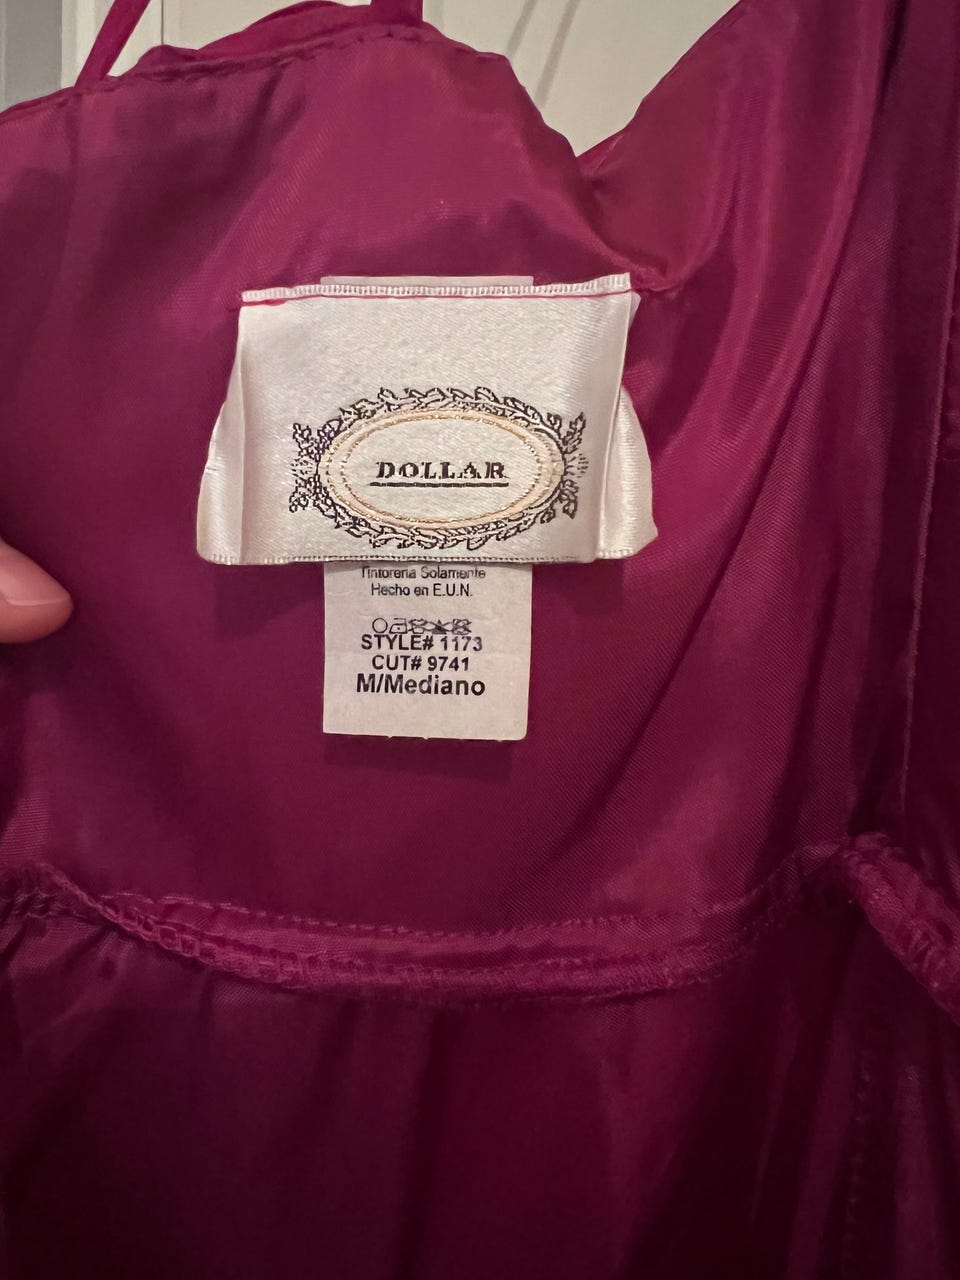 DOLLAR
Tintoreria Solamente
Hecho en E.U.N.
STYLE# 1173
CUT# 9741
M/Mediano